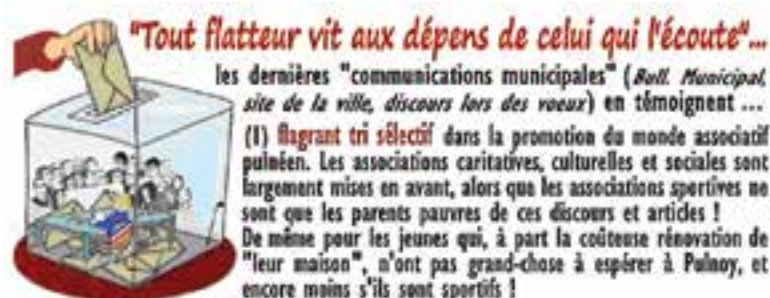 "Tout flatteur vit aux dépens de celui qui l'écoute"...
les dernières "communications municipales" (Bull. Municipal,
site de la ville, discours lors des voeux) en témoignent ...
(1) flagrant tri sélectif dans la promotion du monde associatif
pulnéen. Les associations caritatives, culturelles et sociales sont
largement mises en avant, alors que les associations sportives ne
sont que les parents pauvres de ces discours et articles !
De même pour les jeunes qui, à part la coûteuse rénovation de
"leur maison", n'ont pas grand-chose à espérer à Pulnoy, et
encore moins s'ils sont sportifs !